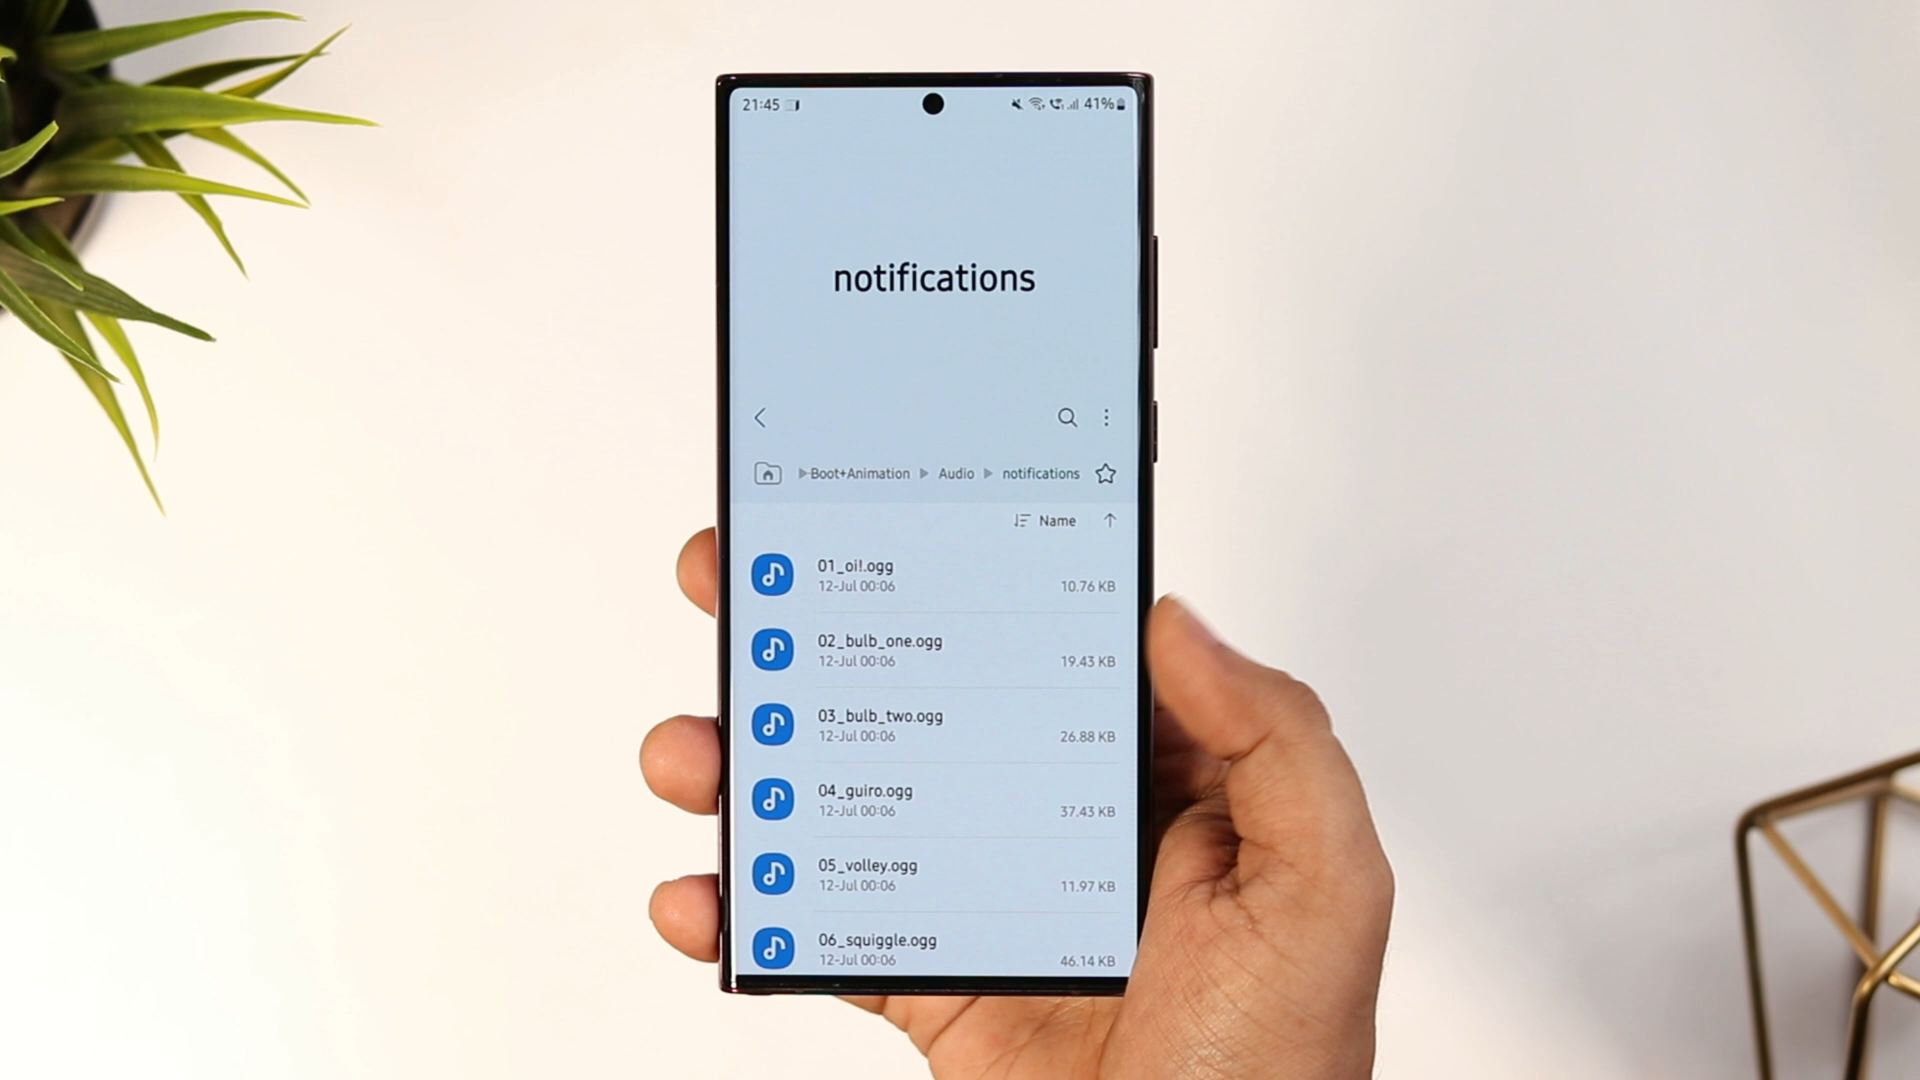 21:45 41%
notifications
Boot+Animation Audio notifications
Name
01_oi!.ogg
12-Jul 00:06 10.76 KB
02_bulb_one.ogg
12-Jul 00:06 19.43 KB
03_bulb_two.ogg
12-Jul 00:06 26.88 KB
04_guiro.ogg
12-Jul 00:06 37.43 KB
05_volley.ogg
12-Jul 00:06 11.97 KB
06_squiggle.ogg
12-Jul 00:06 46.14 KB